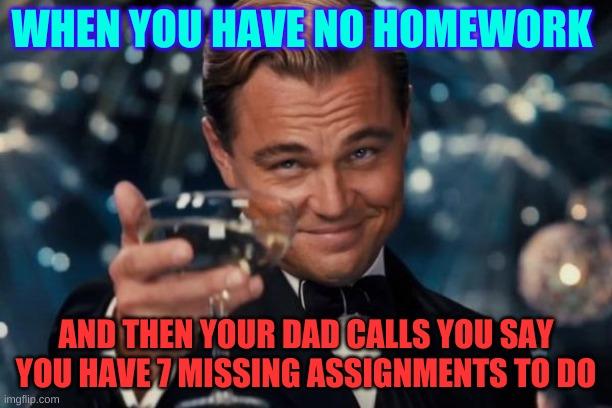 WHEN YOU HAVE NO HOMEWORK
AND THEN YOUR DAD CALLS YOU SAY
YOU HAVE 7 MISSING ASSIGNMENTS TO DO
imgflip.com